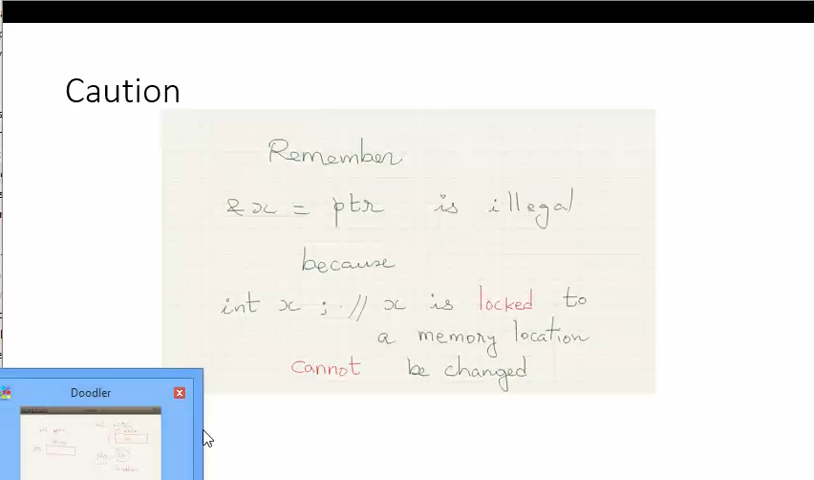 Caution
Remember
&x = ptr is illegal
because
int x ; // x is locked to
a memory location
cannot be changed
Doodler